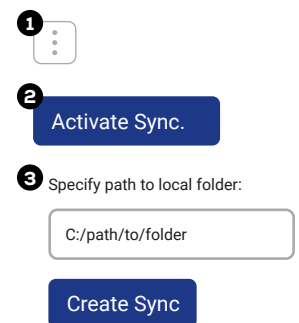 1
2
Activate Sync.
3 Specify path to local folder:
C:/path/to/folder
Create Sync